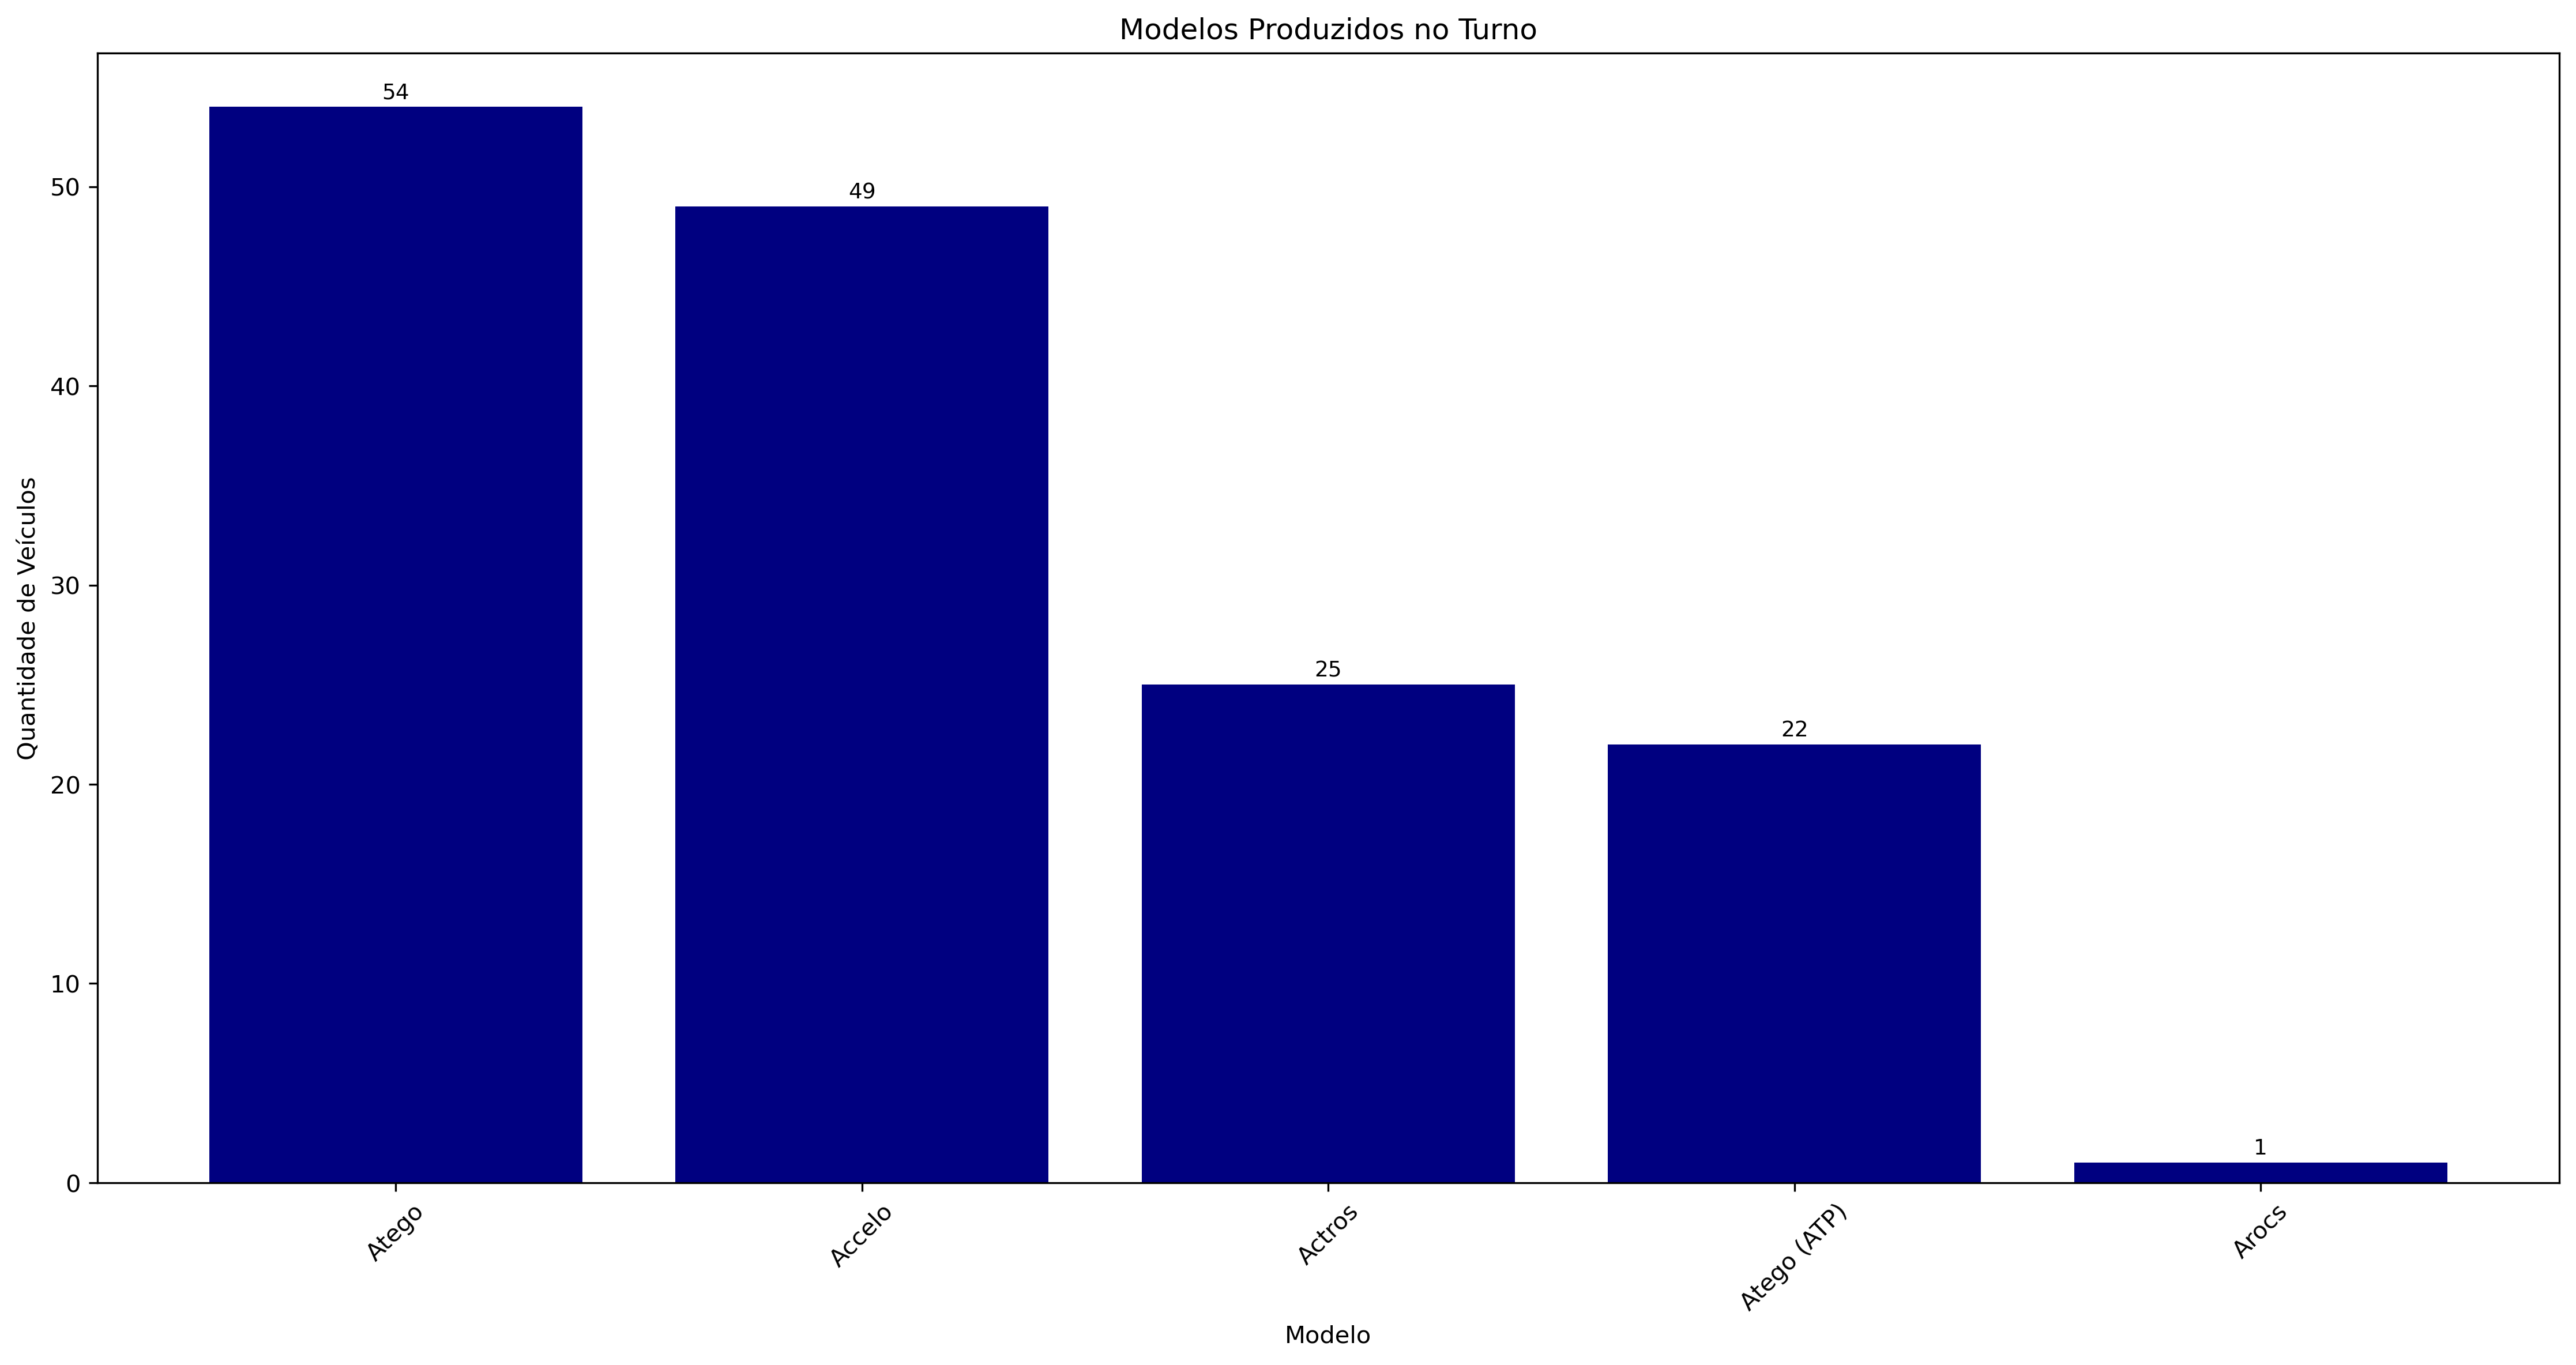 Modelos Produzidos no Turno
Quantidade de Veículos
50
40
30
20
10
0
54
49
25
22
1
Atego
Accelo
Actros
Atego (ATP)
Arocs
Modelo